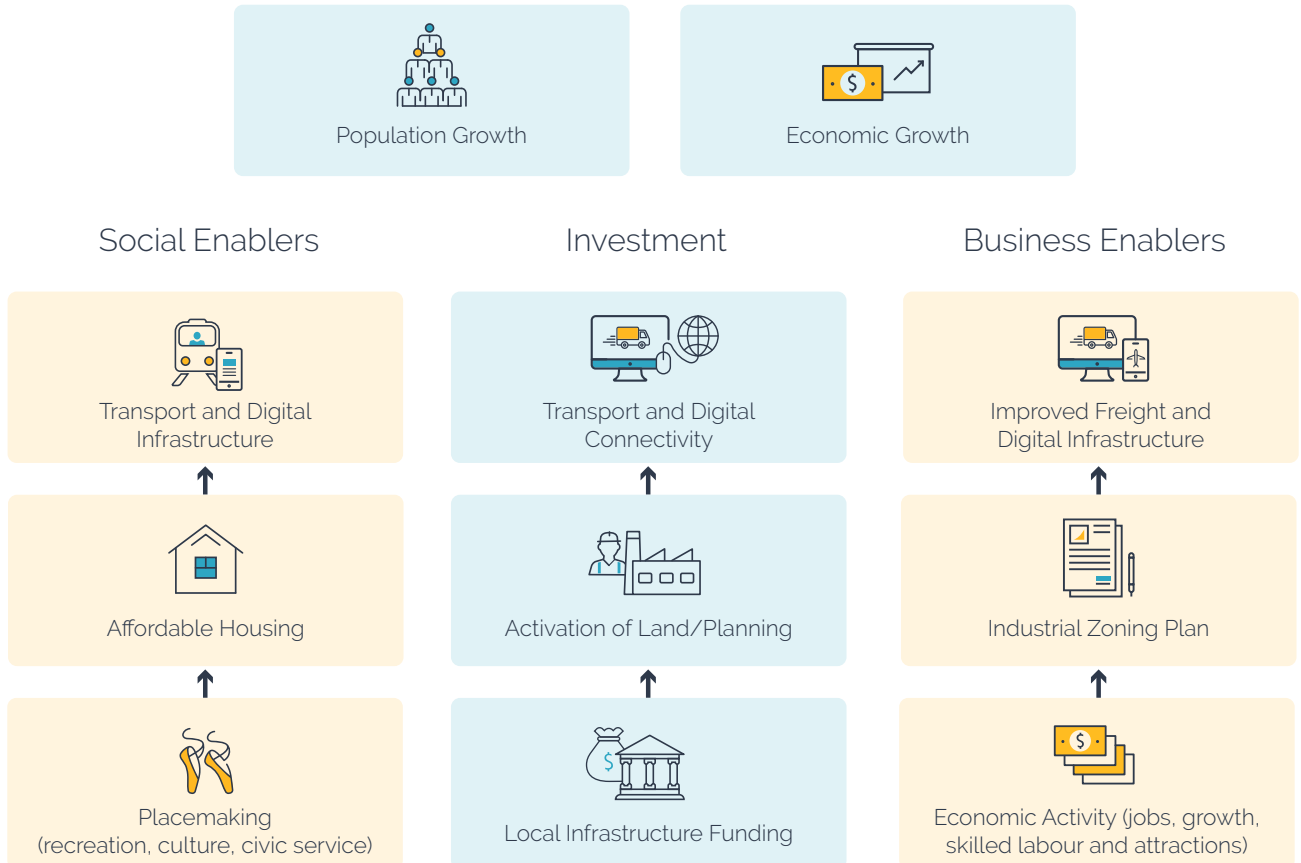 Population Growth
$
Economic Growth
Social Enablers
Investment
Business Enablers
Transport and Digital
Infrastructure
Transport and Digital
Connectivity
Improved Freight and
Digital Infrastructure
Affordable Housing
Activation of Land/Planning
Industrial Zoning Plan
Placemaking
(recreation, culture, civic service)
$
Local Infrastructure Funding
$
Economic Activity (jobs, growth,
skilled labour and attractions)